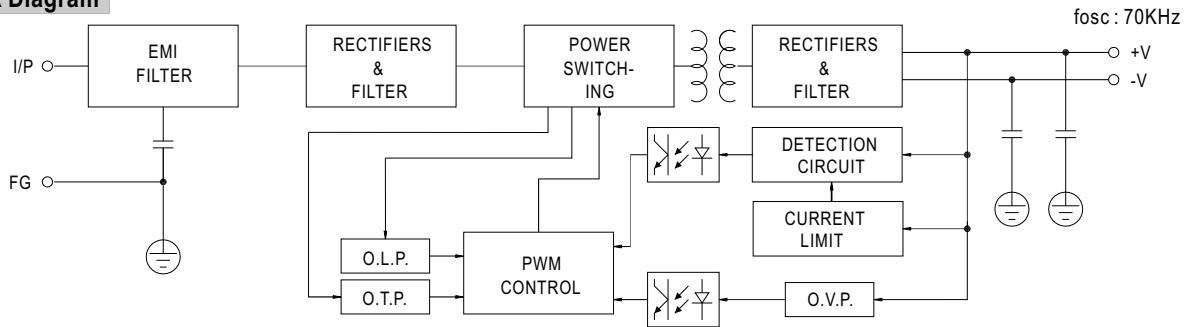 Diagram
fosc : 70KHz
I/P
EMI
FILTER
RECTIFIERS
&
FILTER
POWER
SWITCH-
ING
RECTIFIERS
&
FILTER
+V
-V
FG
DETECTION
CIRCUIT
CURRENT
LIMIT
O.L.P.
O.T.P.
PWM
CONTROL
O.V.P.